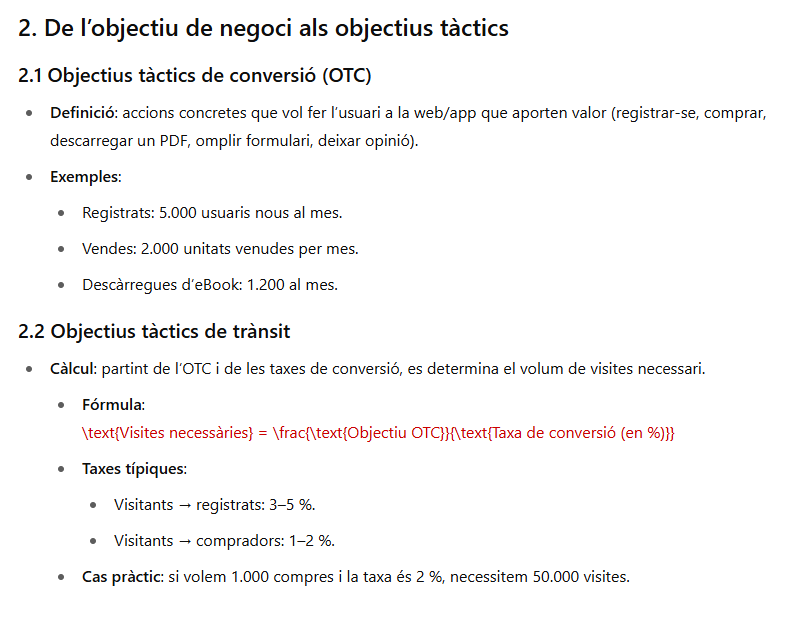 2. De l’objectiu de negoci als objectius tàctics
2.1 Objectius tàctics de conversió (OTC)
• Definició: accions concretes que vol fer l’usuari a la web/app que aporten valor (registrar-se, comprar,
descarregar un PDF, omplir formulari, deixar opinió).
• Exemples:
• Registrats: 5.000 usuaris nous al mes.
• Vendes: 2.000 unitats venudes per mes.
• Descàrregues d’eBook: 1.200 al mes.
2.2 Objectius tàctics de trànsit
• Càlcul: partint de l’OTC i de les taxes de conversió, es determina el volum de visites necessari.
• Fórmula:
\text{Visites necessàries} = \frac{\text{Objectiu OTC}}{\text{Taxa de conversió (en %)}}
• Taxes típiques:
• Visitants → registrats: 3–5 %.
• Visitants → compradors: 1–2 %.
• Cas pràctic: si volem 1.000 compres i la taxa és 2 %, necessitem 50.000 visites.